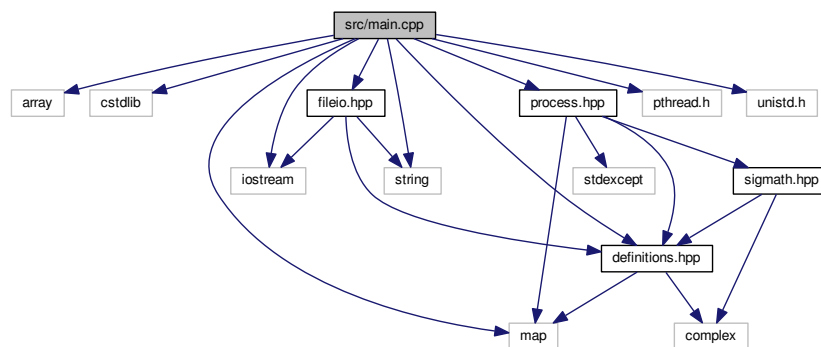 src/main.cpp
array
cstdlib
fileio.hpp
process.hpp
pthread.h
unistd.h
iostream
string
stdexcept
sigmath.hpp
definitions.hpp
map
complex